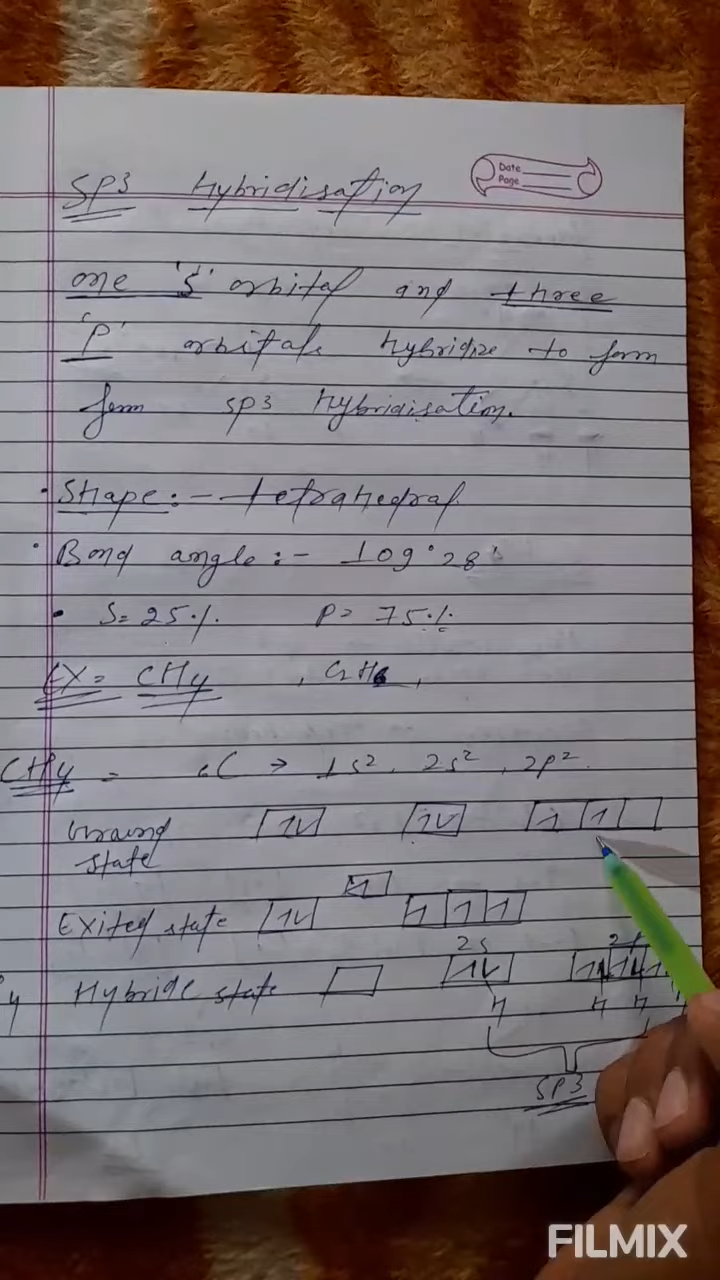 Date
Page
SP3 Hybridisation
one 's' orbital and three
'P' orbitals hybridize to form
form SP3 Hybridisation.
• Shape :- tetrahedral
• Bond angle :- 109°28'
• S = 25% P = 75%
EX = CH4 , C2H6 ,
CH4 = 6C → 1s², 2s², 2p².
Ground
state
Exited state
2s
Hybride state
SP3
FILMIX